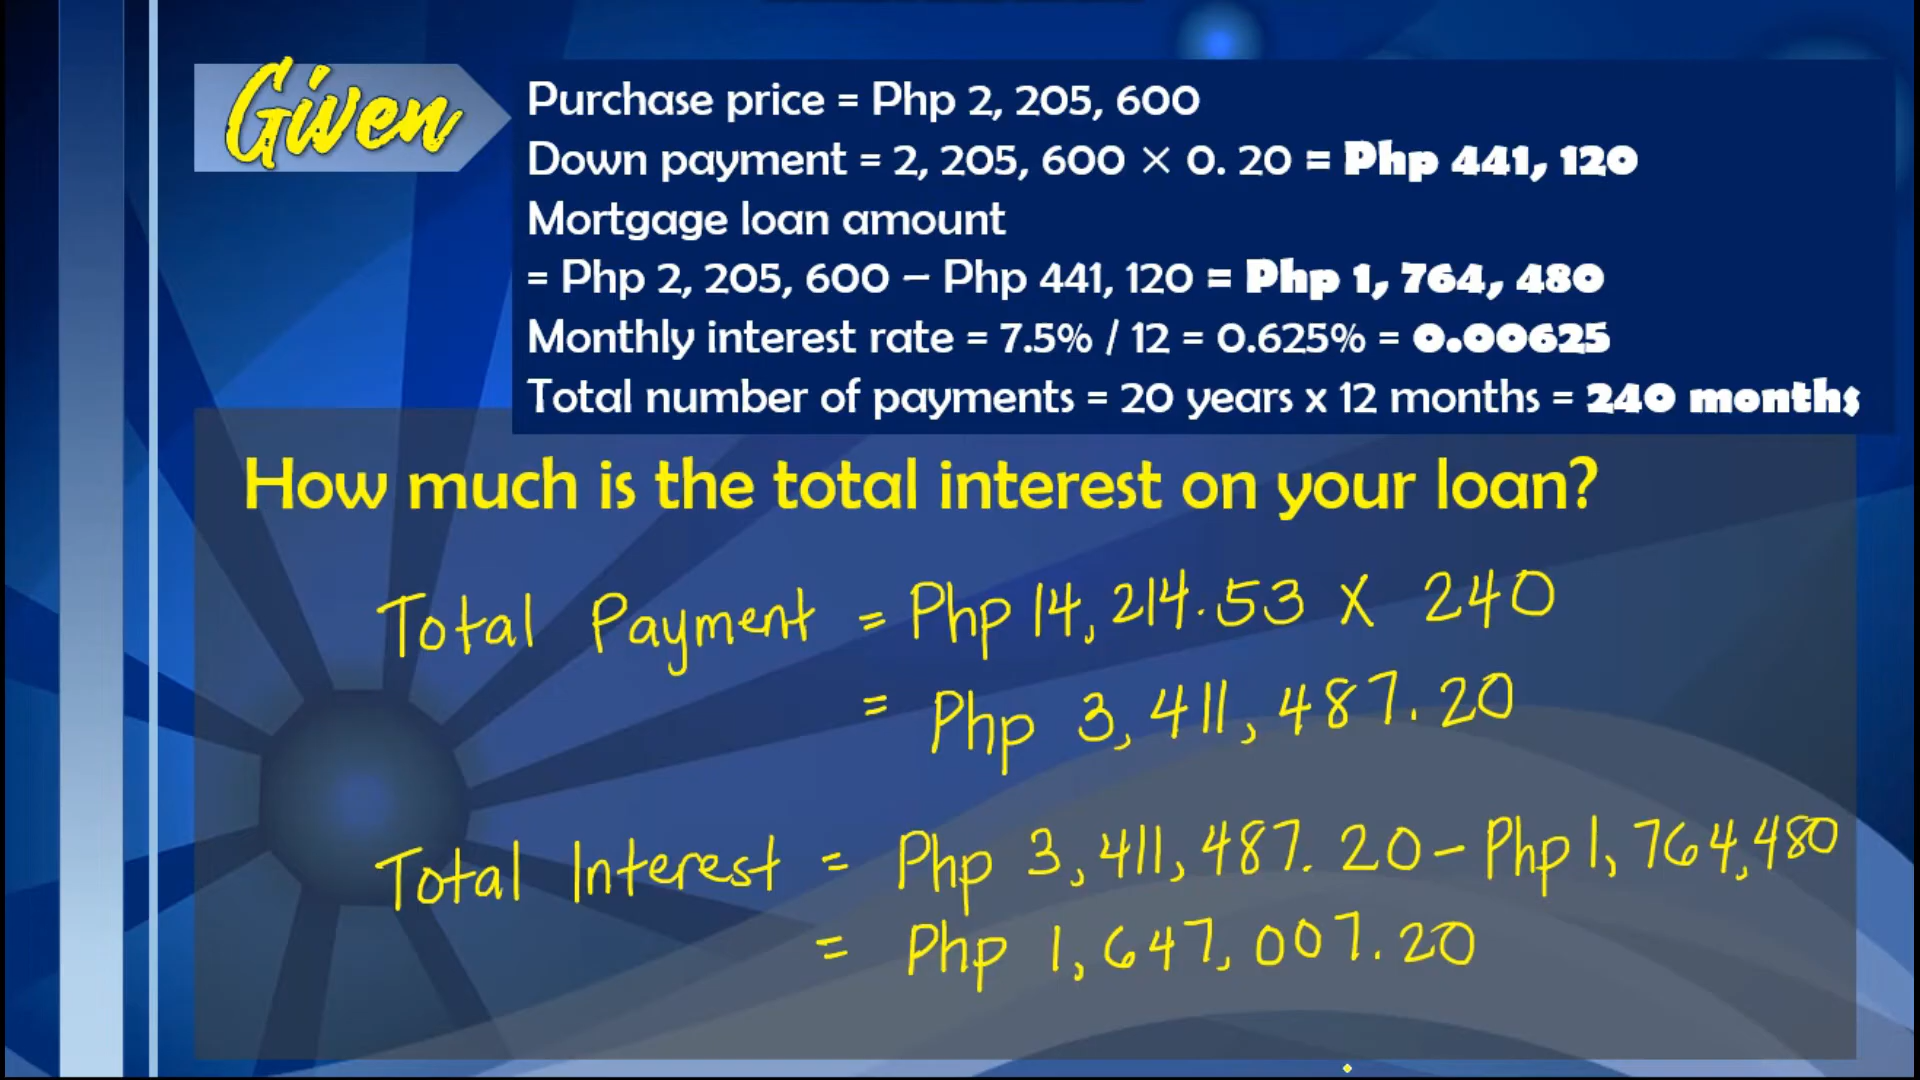 Given
Purchase price = Php 2, 205, 600
Down payment = 2, 205, 600 × 0. 20 = Php 441, 120
Mortgage loan amount
= Php 2, 205, 600 – Php 441, 120 = Php 1, 764, 480
Monthly interest rate = 7.5% / 12 = 0.625% = 0.00625
Total number of payments = 20 years x 12 months = 240 months
How much is the total interest on your loan?
Total Payment = Php 14, 214.53 x 240
= Php 3, 411, 487.20
Total Interest = Php 3, 411, 487. 20 – Php 1, 764,480
= Php 1, 647, 007.20